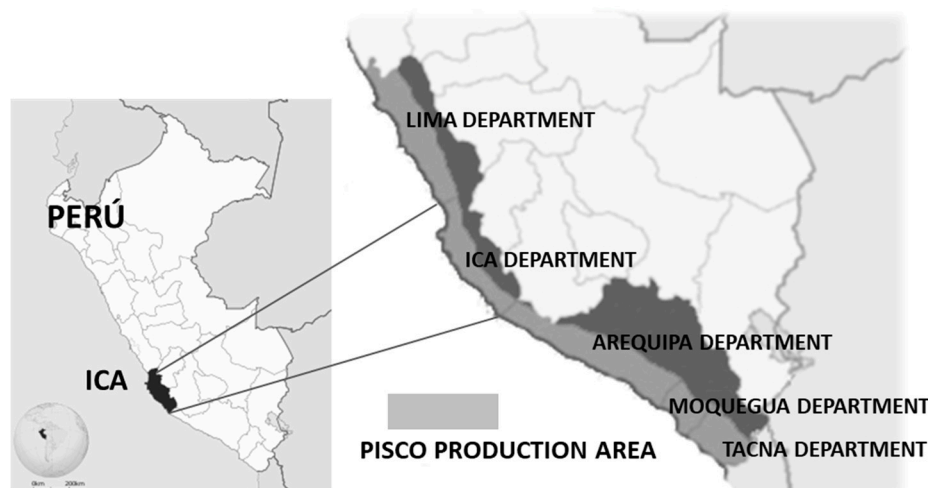 PERÚ
ICA
0km 200km
LIMA DEPARTMENT
ICA DEPARTMENT
AREQUIPA DEPARTMENT
MOQUEGUA DEPARTMENT
TACNA DEPARTMENT
PISCO PRODUCTION AREA